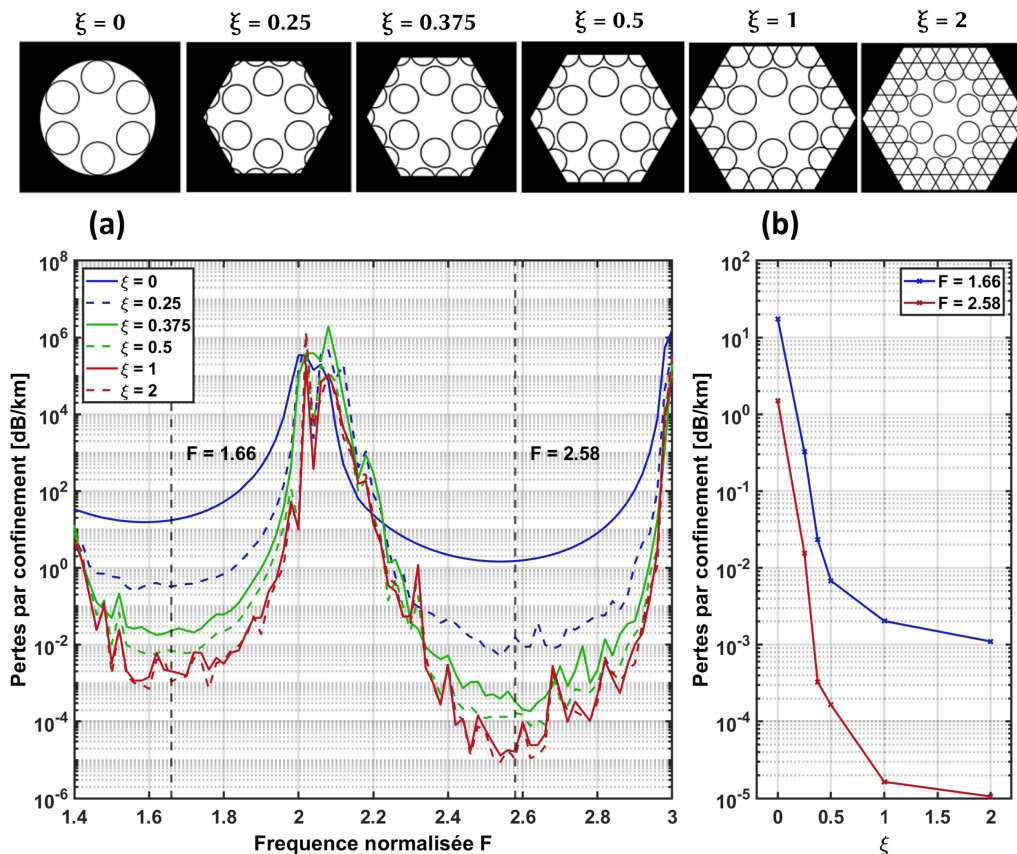 ξ = 0 ξ = 0.25 ξ = 0.375 ξ = 0.5 ξ = 1 ξ = 2
(a)
(b)
Pertes par confinement [dB/km]
10^8
10^6
10^4
10^2
10^0
10^-2
10^-4
10^-6
ξ = 0
ξ = 0.25
ξ = 0.375
ξ = 0.5
ξ = 1
ξ = 2
F = 1.66
F = 2.58
1.4 1.6 1.8 2 2.2 2.4 2.6 2.8 3
Frequence normalisée F
Pertes par confinement [dB/km]
10^2
10^1
10^0
10^-1
10^-2
10^-3
10^-4
10^-5
F = 1.66
F = 2.58
0 0.5 1 1.5 2
ξ